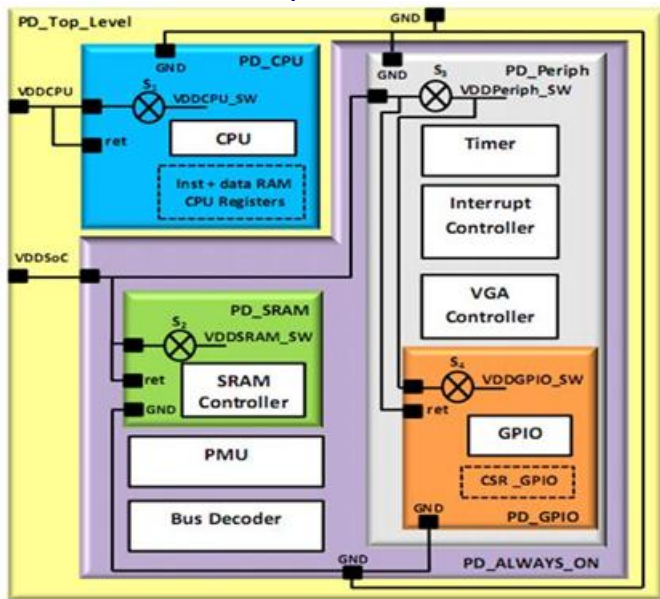 PD_Top_Level
GND
PD_CPU
GND
VDDCPU
S1
VDDCPU_SW
ret
CPU
Inst+ data RAM
CPU Registers
GND
PD_Periph
S3
VDDPeriph_SW
Timer
Interrupt
Controller
VGA
Controller
VDDSoC
PD_SRAM
S2
VDDSRAM_SW
ret
SRAM
Controller
GND
PMU
Bus Decoder
S4
VDDGPIO_SW
ret
GPIO
CSR _GPIO
GND
PD_GPIO
GND
PD_ALWAYS_ON